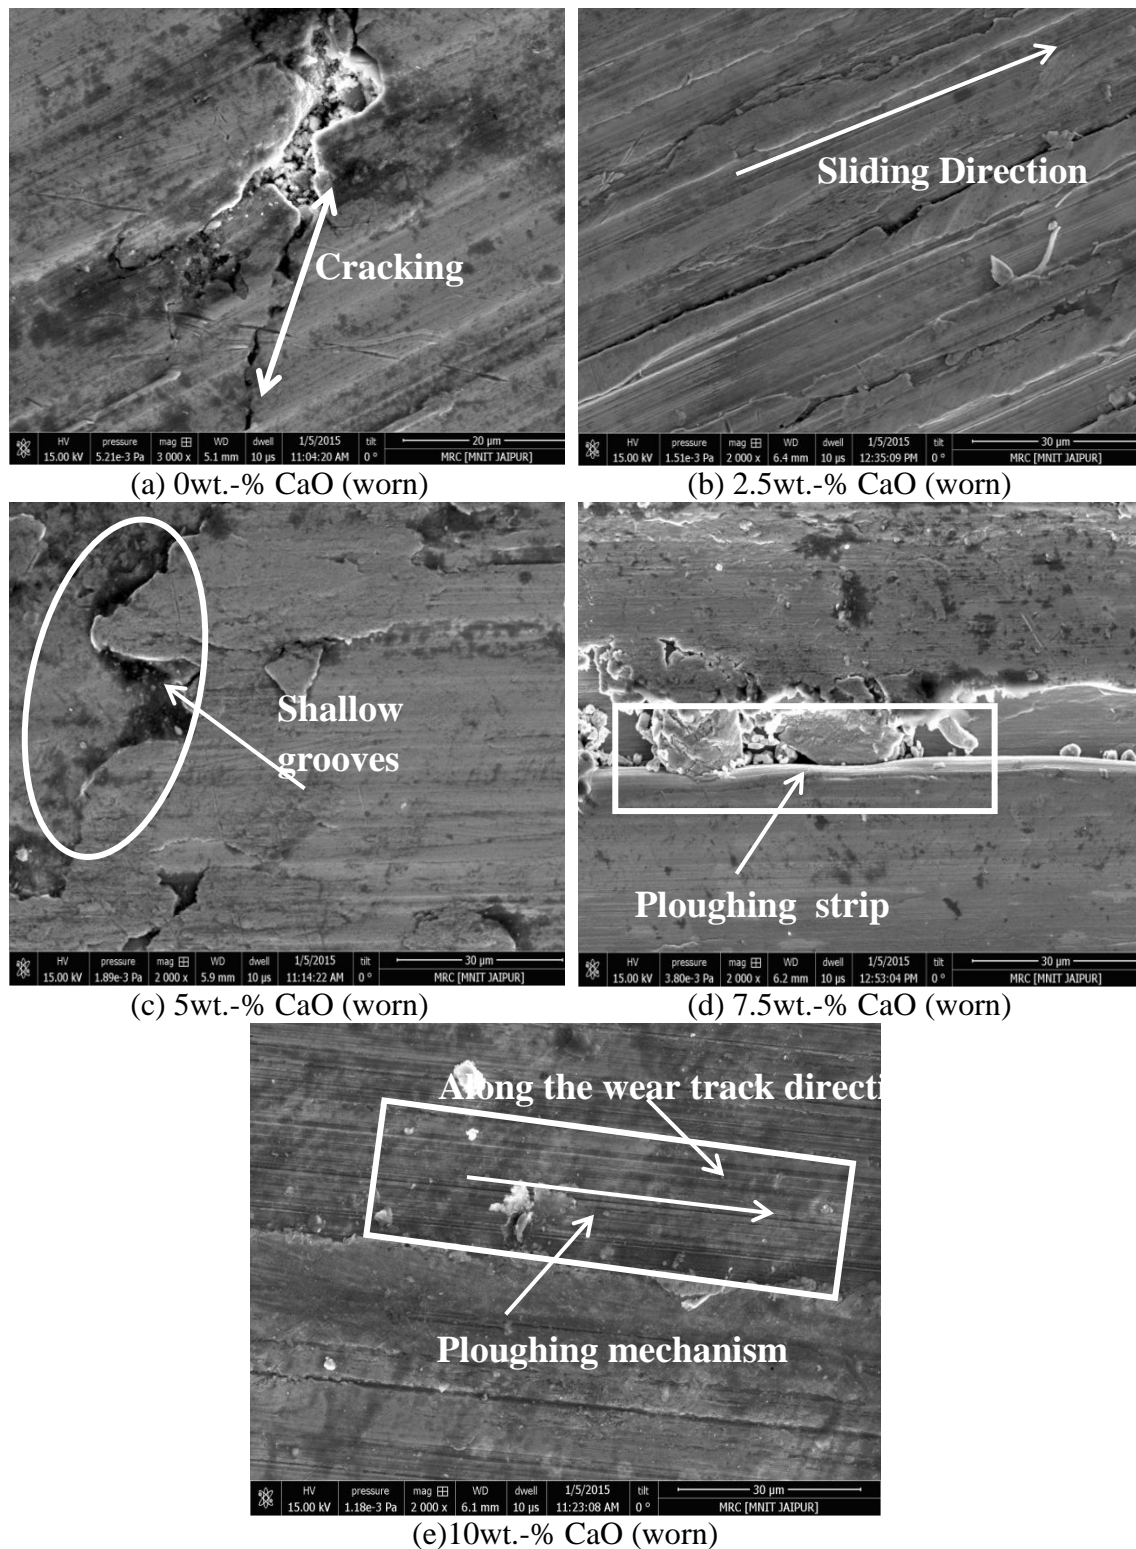 Cracking
HV pressure mag WD dwell 1/5/2015 tilt 20 µm
15.00 kV 5.21e-3 Pa 3 000 x 5.1 mm 10 µs 11:04:20 AM 0 ° MRC [MNIT JAIPUR]
(a) 0wt.-% CaO (worn)
Sliding Direction
HV pressure mag WD dwell 1/5/2015 tilt 30 µm
15.00 kV 1.51e-3 Pa 2 000 x 6.4 mm 10 µs 12:35:09 PM 0 ° MRC [MNIT JAIPUR]
(b) 2.5wt.-% CaO (worn)
Shallow
grooves
HV pressure mag WD dwell 1/5/2015 tilt 30 µm
15.00 kV 1.89e-3 Pa 2 000 x 5.9 mm 10 µs 11:14:22 AM 0 ° MRC [MNIT JAIPUR]
(c) 5wt.-% CaO (worn)
Ploughing strip
HV pressure mag WD dwell 1/5/2015 tilt 30 µm
15.00 kV 3.80e-3 Pa 2 000 x 6.2 mm 10 µs 12:53:04 PM 0 ° MRC [MNIT JAIPUR]
(d) 7.5wt.-% CaO (worn)
Along the wear track directi
Ploughing mechanism
HV pressure mag WD dwell 1/5/2015 tilt 30 µm
15.00 kV 1.18e-3 Pa 2 000 x 6.1 mm 10 µs 11:23:08 AM 0 ° MRC [MNIT JAIPUR]
(e)10wt.-% CaO (worn)